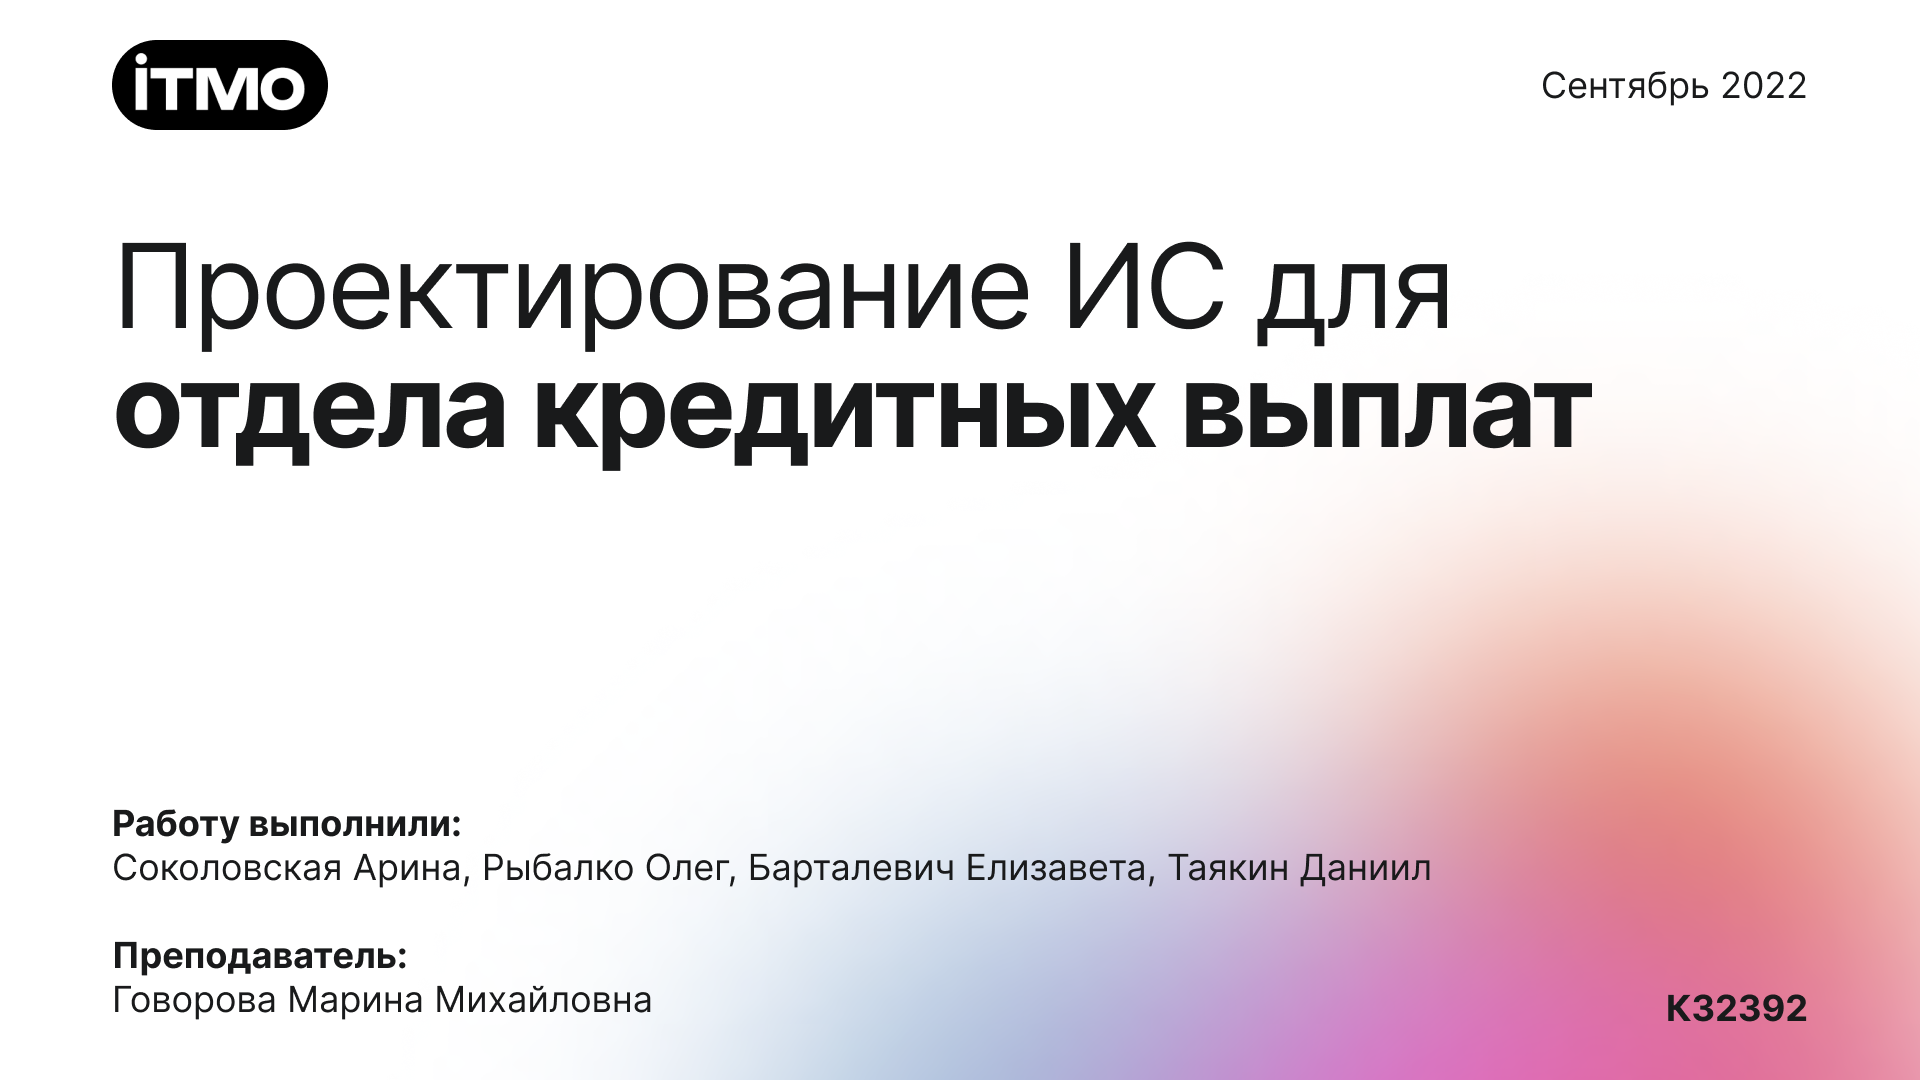 iTMO
Сентябрь 2022
Проектирование ИС для
отдела кредитных выплат
Работу выполнили:
Соколовская Арина, Рыбалко Олег, Барталевич Елизавета, Таякин Даниил
Преподаватель:
Говорова Марина Михайловна
К32392